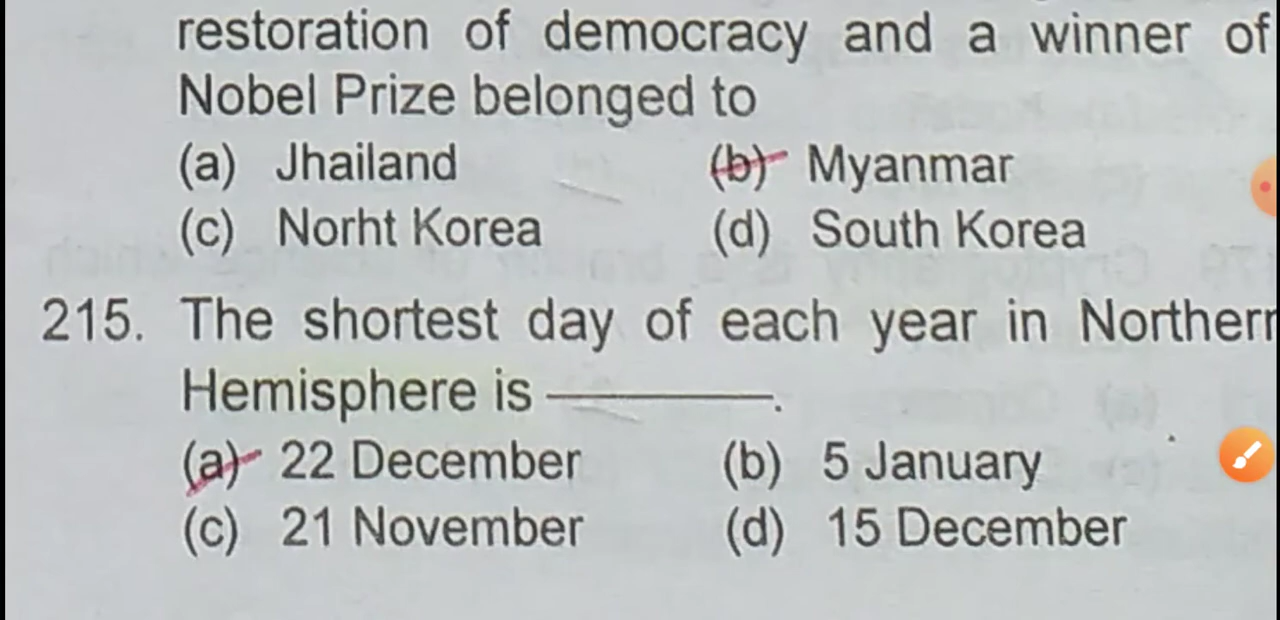 restoration of democracy and a winner of
Nobel Prize belonged to
(a) Jhailand (b) Myanmar
(c) Norht Korea (d) South Korea
215. The shortest day of each year in Northern
Hemisphere is ________.
(a) 22 December (b) 5 January
(c) 21 November (d) 15 December